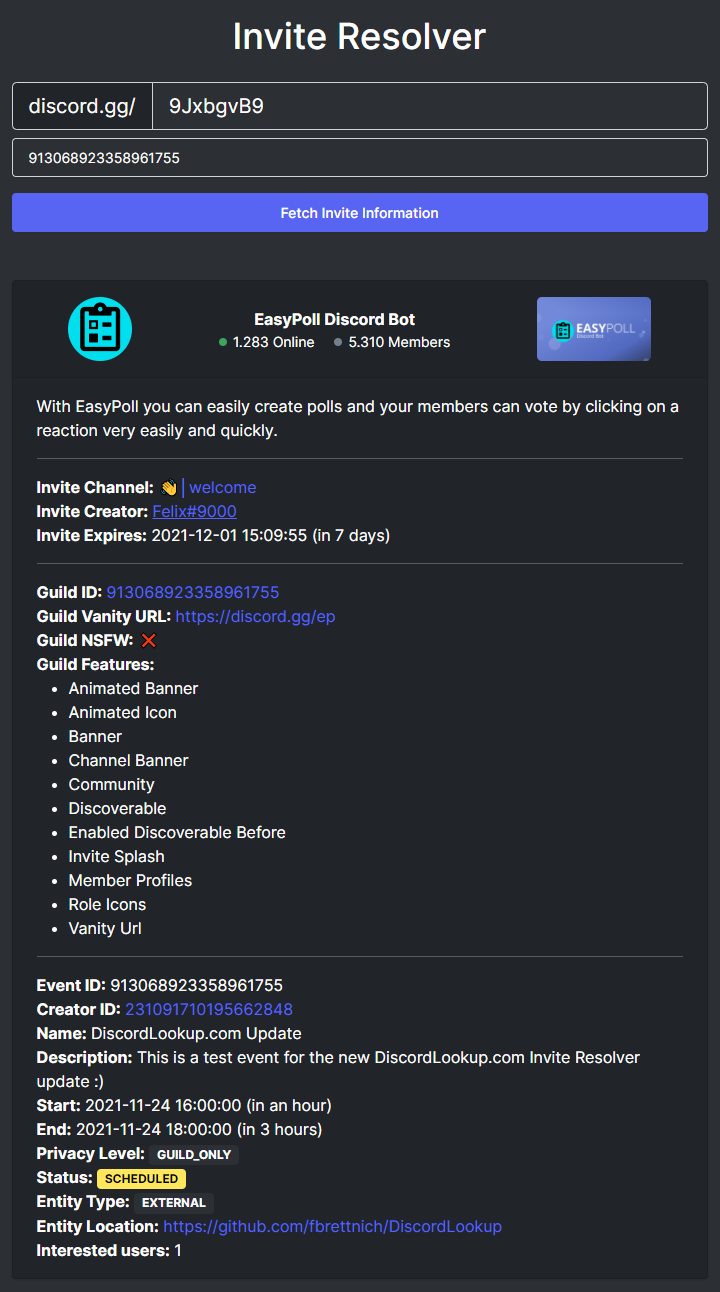 Invite Resolver
discord.gg/ 9JxbgvB9
913068923358961755
Fetch Invite Information
EasyPoll Discord Bot
1.283 Online 5.310 Members
EASYPOLL
Discord Bot
With EasyPoll you can easily create polls and your members can vote by clicking on a
reaction very easily and quickly.
Invite Channel: 👋| welcome
Invite Creator: Felix#9000
Invite Expires: 2021-12-01 15:09:55 (in 7 days)
Guild ID: 913068923358961755
Guild Vanity URL: https://discord.gg/ep
Guild NSFW: ❌
Guild Features:
• Animated Banner
• Animated Icon
• Banner
• Channel Banner
• Community
• Discoverable
• Enabled Discoverable Before
• Invite Splash
• Member Profiles
• Role Icons
• Vanity Url
Event ID: 913068923358961755
Creator ID: 231091710195662848
Name: DiscordLookup.com Update
Description: This is a test event for the new DiscordLookup.com Invite Resolver
update :)
Start: 2021-11-24 16:00:00 (in an hour)
End: 2021-11-24 18:00:00 (in 3 hours)
Privacy Level: GUILD_ONLY
Status: SCHEDULED
Entity Type: EXTERNAL
Entity Location: https://github.com/fbrettnich/DiscordLookup
Interested users: 1